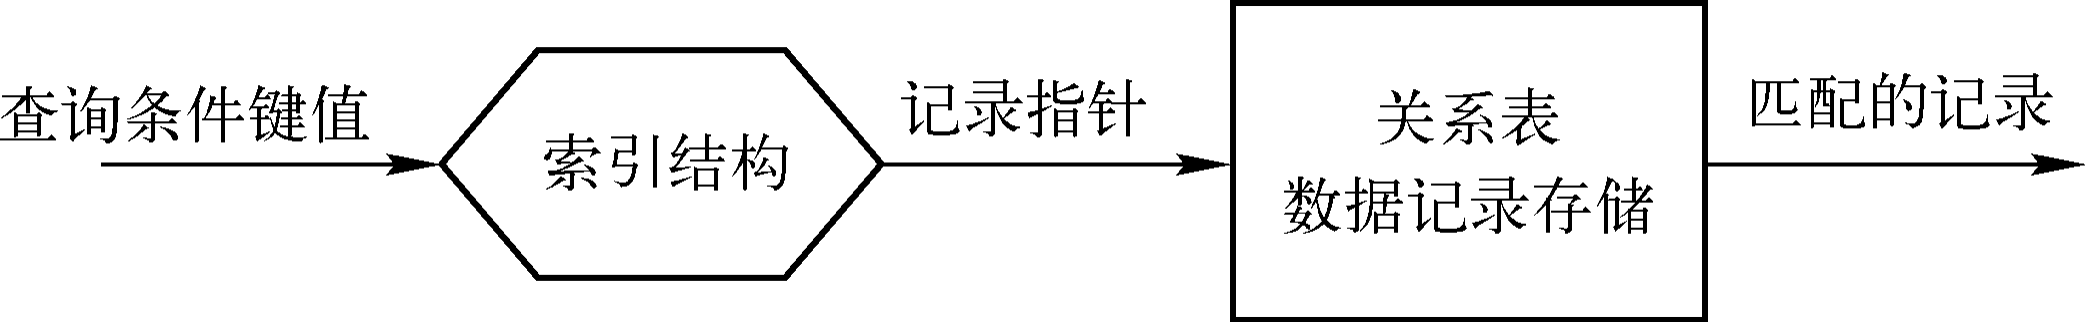 查询条件键值
索引结构
记录指针
关系表
数据记录存储
匹配的记录